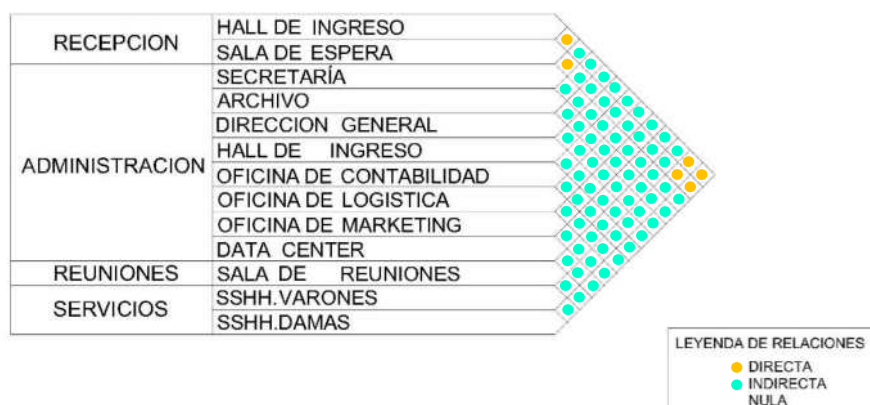 RECEPCION
HALL DE INGRESO
SALA DE ESPERA
ADMINISTRACION
SECRETARÍA
ARCHIVO
DIRECCION GENERAL
HALL DE INGRESO
OFICINA DE CONTABILIDAD
OFICINA DE LOGISTICA
OFICINA DE MARKETING
DATA CENTER
REUNIONES
SALA DE REUNIONES
SERVICIOS
SSHH.VARONES
SSHH.DAMAS
LEYENDA DE RELACIONES
DIRECTA
INDIRECTA
NULA